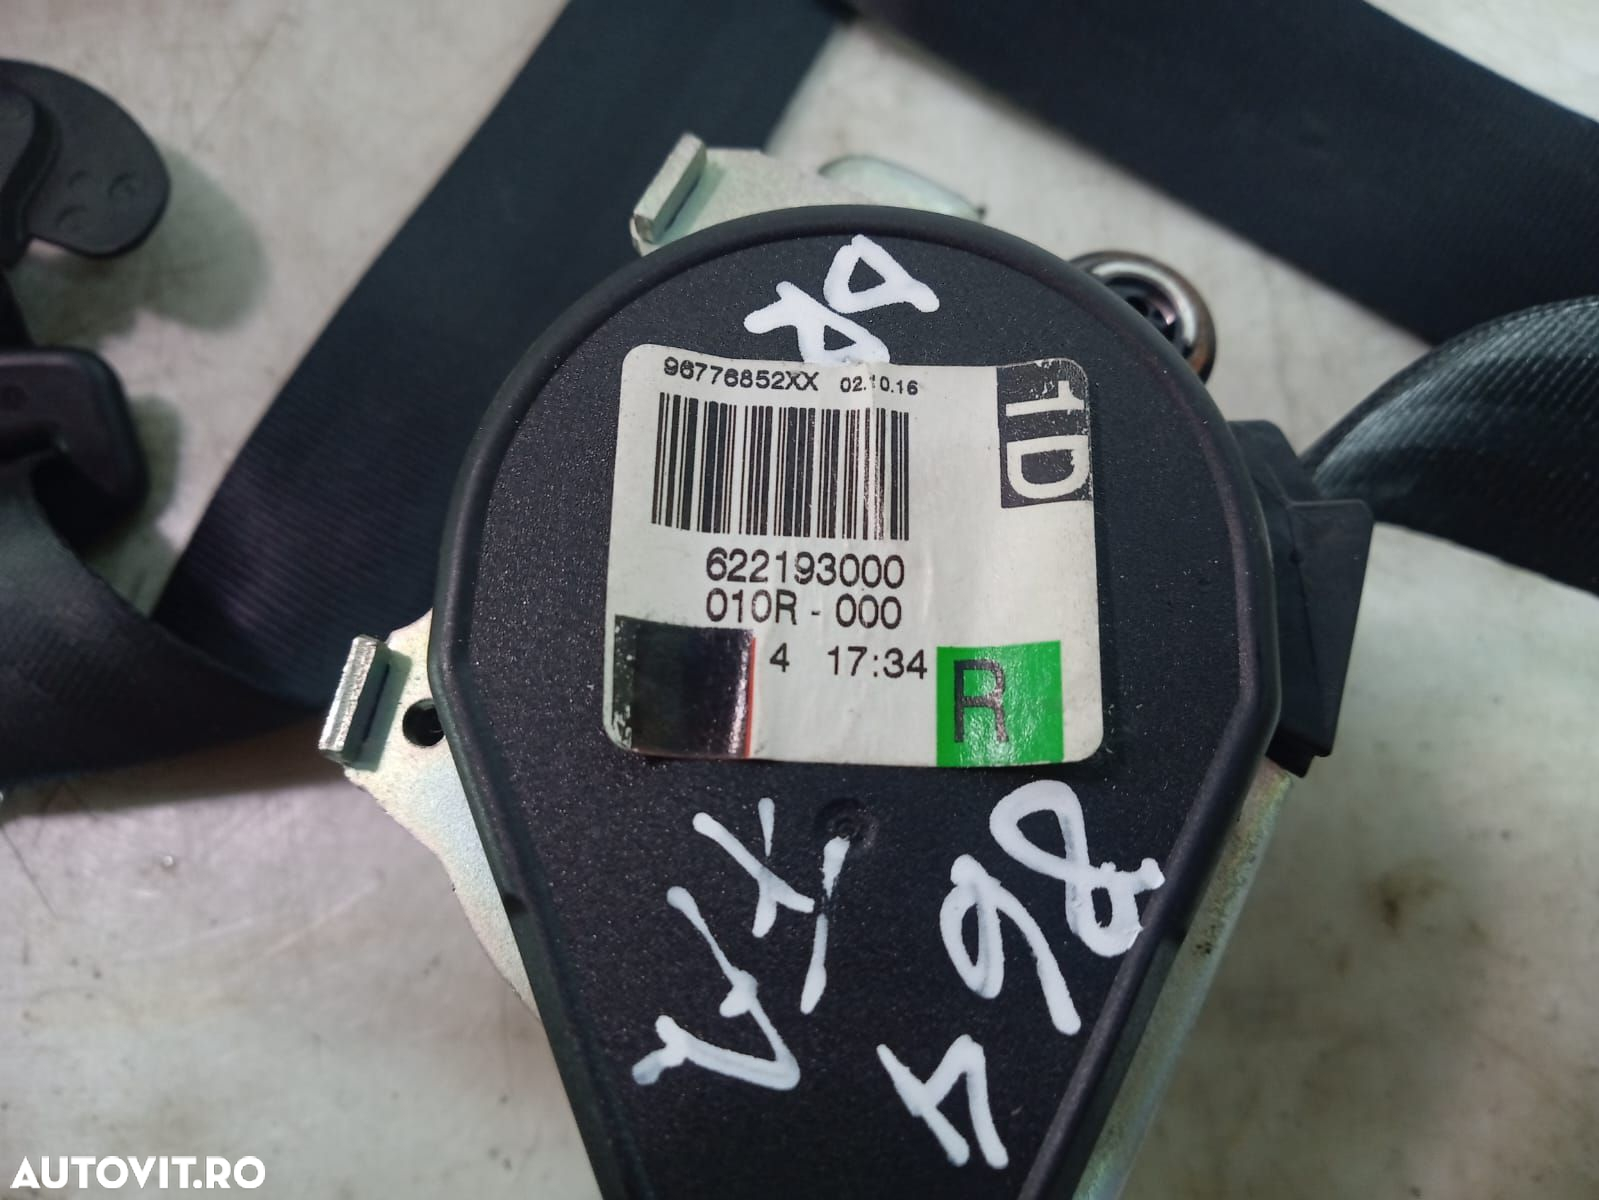 96776852XX 02.10.16
1D
622193000
010R - 000
4 17:34
R
AUTOVIT.RO